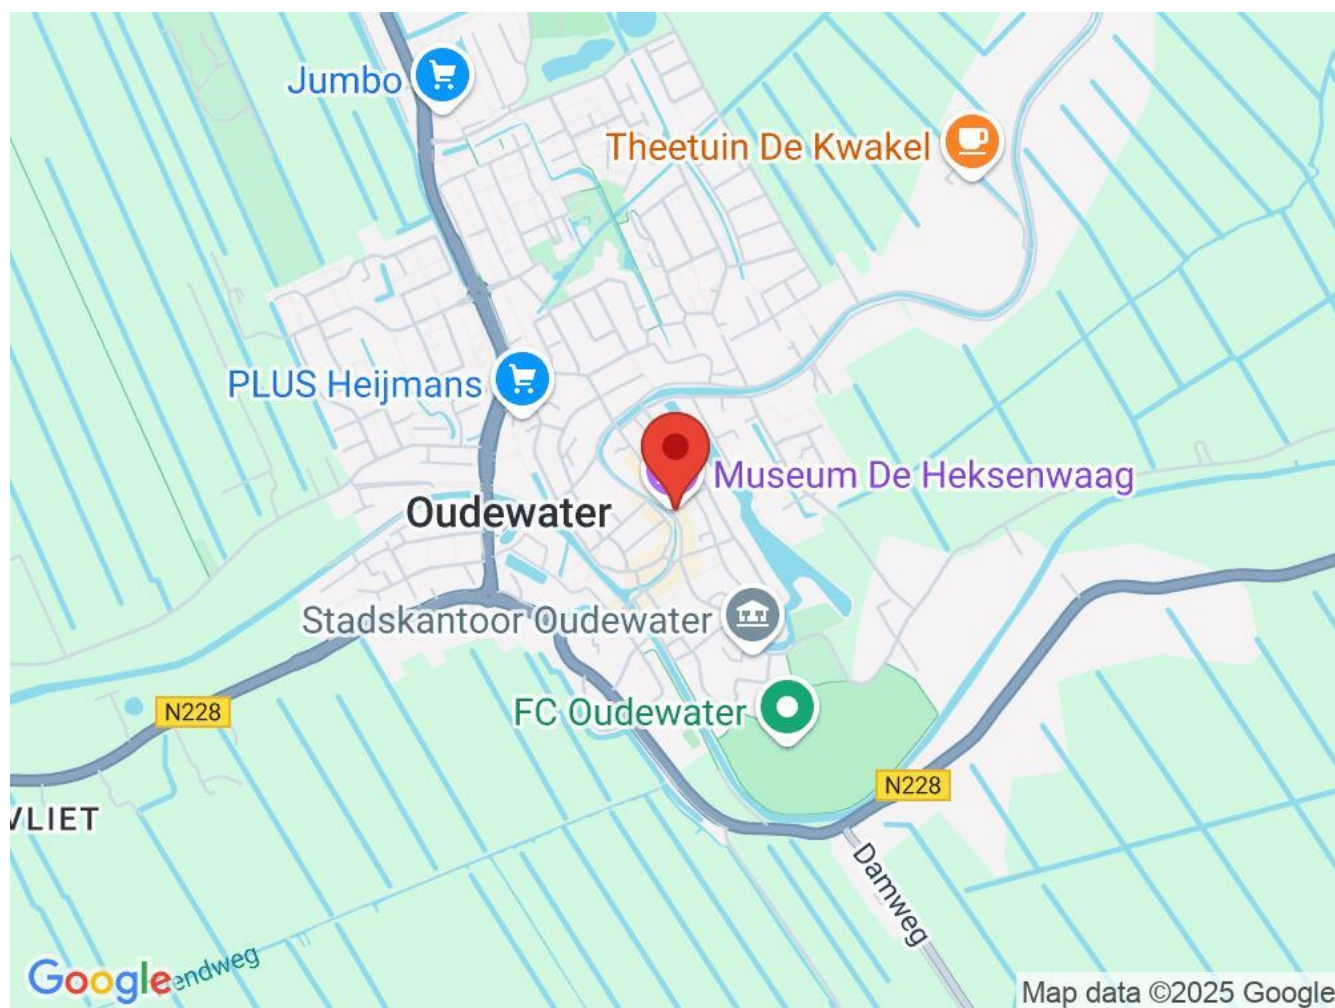 Jumbo
Theetuin De Kwakel
PLUS Heijmans
Museum De Heksenwaag
Oudewater
Stadskantoor Oudewater
N228
FC Oudewater
N228
VLIET
Damweg
endweg
Google
Map data ©2025 Google